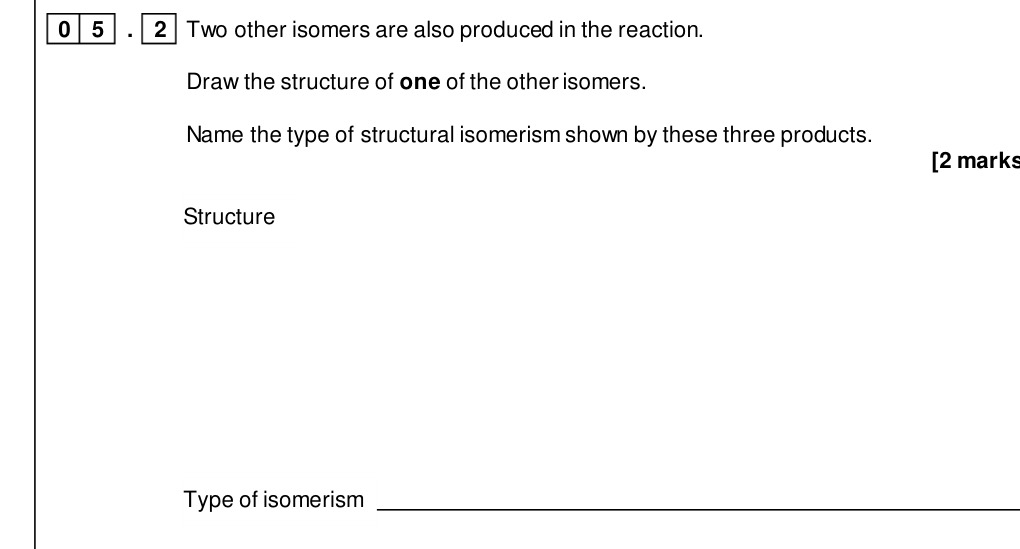 0 5 . 2 Two other isomers are also produced in the reaction.
Draw the structure of one of the other isomers.
Name the type of structural isomerism shown by these three products.
[2 marks
Structure
Type of isomerism